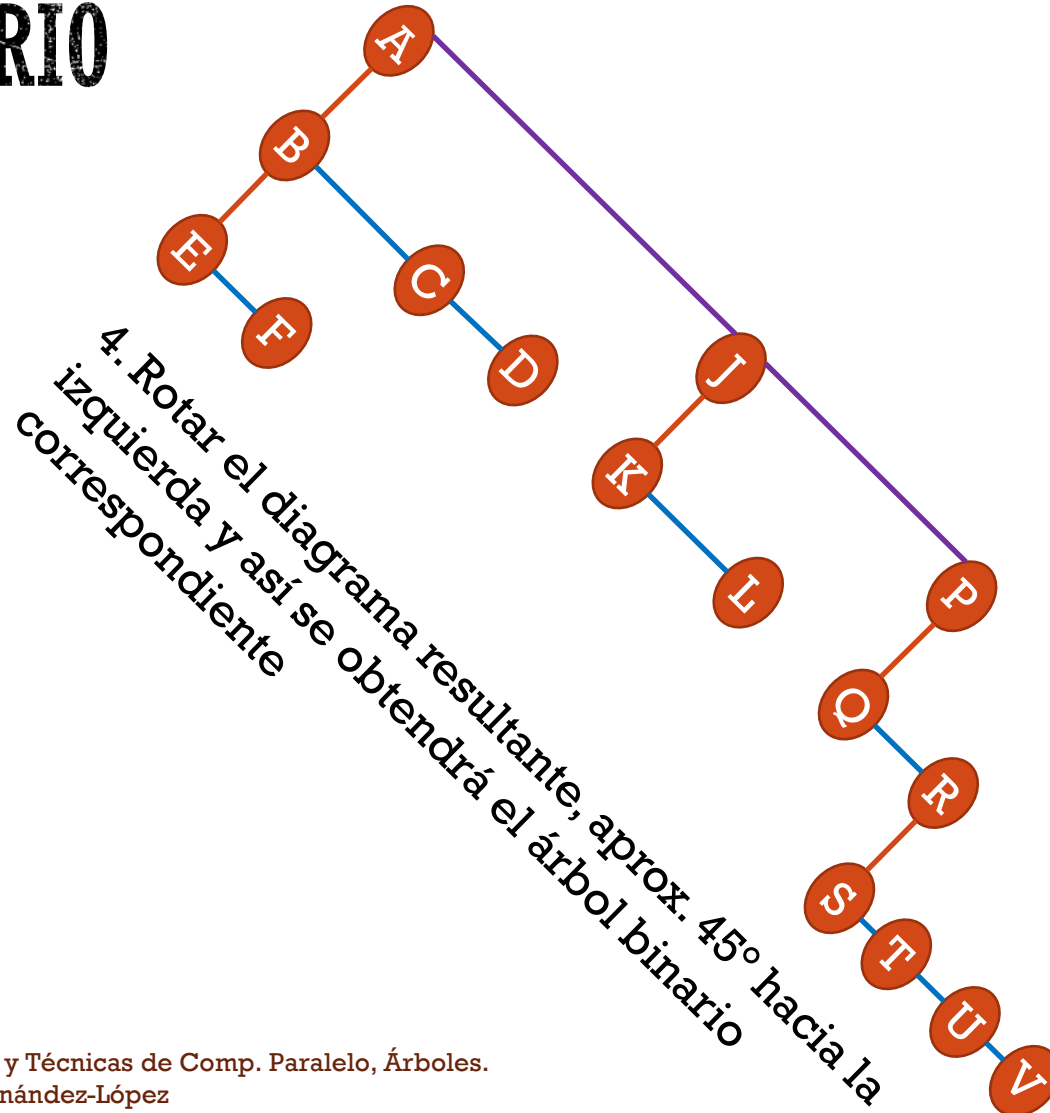 RIO
A
B
E
C
F
J
D
K
L
P
Q
R
S
T
U
V
4. Rotar el diagrama resultante, aprox. 45° hacia la
izquierda y así se obtendrá el árbol binario
correspondiente
y Técnicas de Comp. Paralelo, Árboles.
nández-López